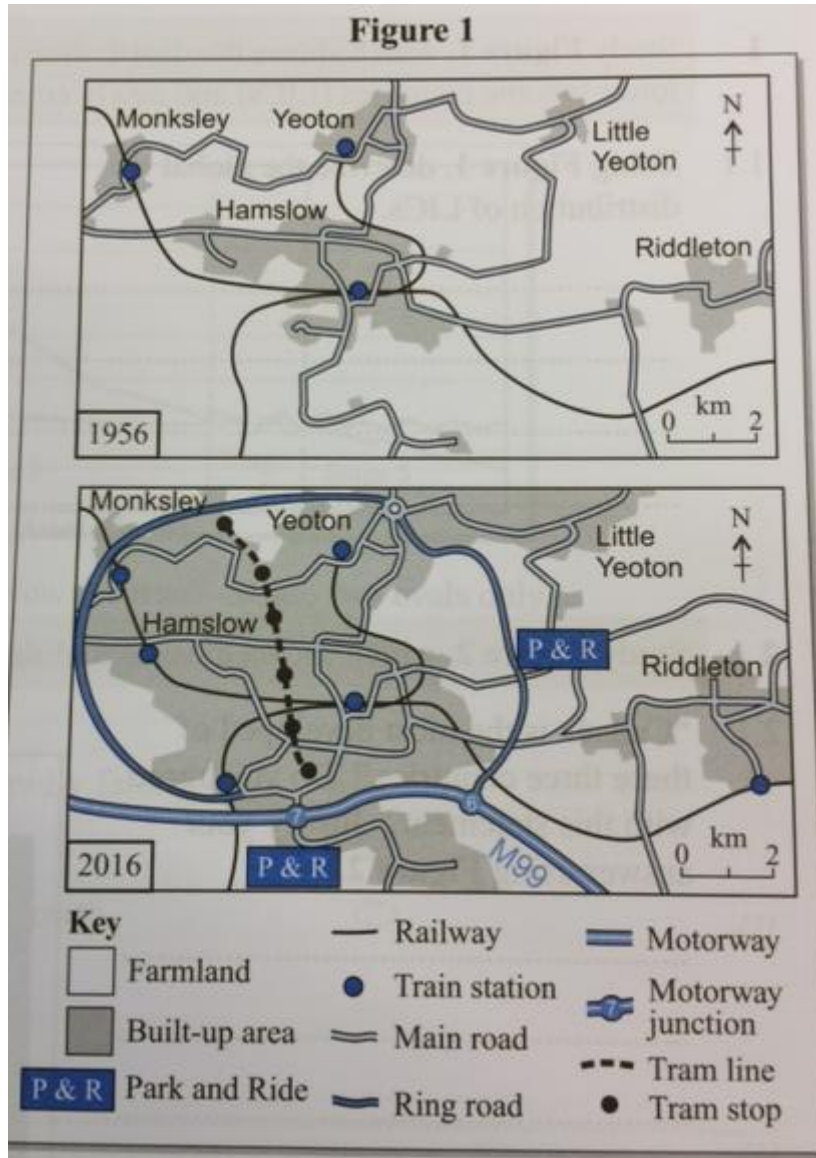 Figure 1
Monksley
Yeoton
Little
Yeoton
N
Hamslow
Riddleton
1956
km
0 2
Monksley
Yeoton
Little
Yeoton
N
Hamslow
P & R
Riddleton
7
6
P & R
M99
2016
km
0 2
Key
Farmland
Built-up area
P & R Park and Ride
Railway
Train station
Main road
Ring road
Motorway
7 Motorway
junction
Tram line
Tram stop